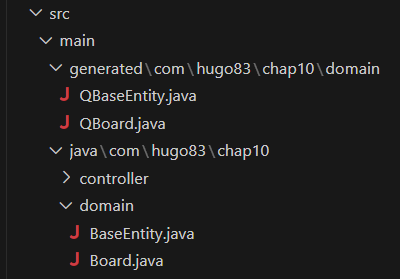 src
main
generated\com\hugo83\chap10\domain
QBaseEntity.java
QBoard.java
java\com\hugo83\chap10
controller
domain
BaseEntity.java
Board.java